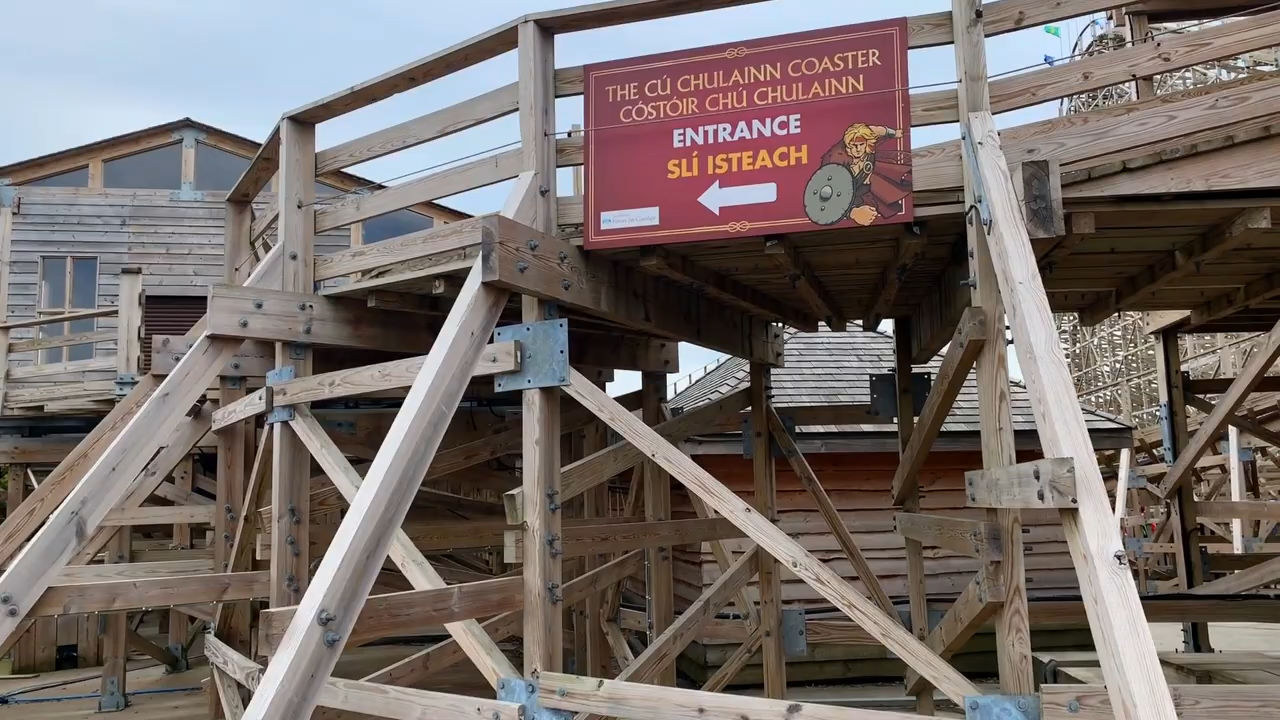 THE CÚ CHULAINN COASTER
CÓSTÓIR CHÚ CHULAINN
ENTRANCE
SLÍ ISTEACH